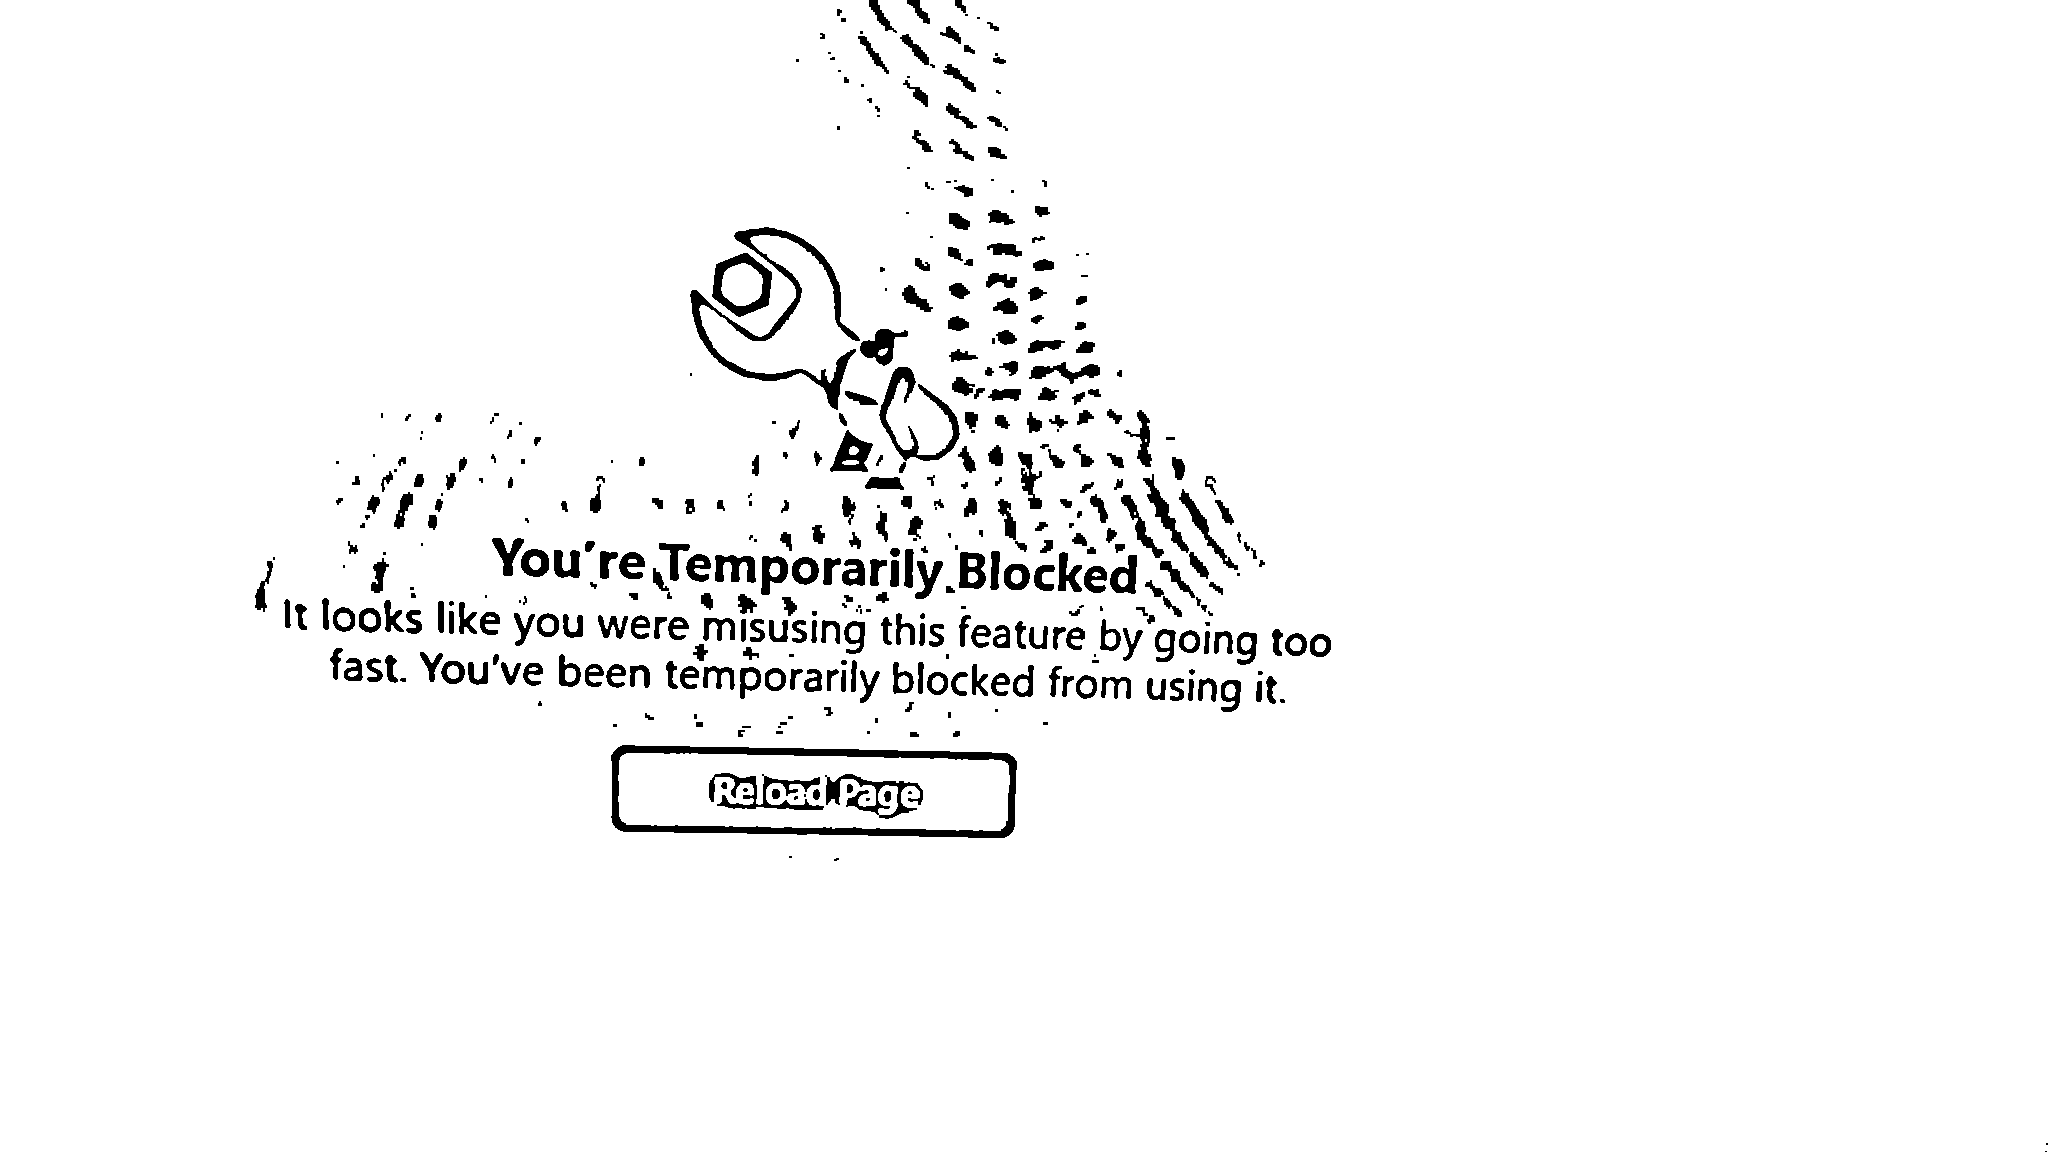 You're Temporarily Blocked
It looks like you were misusing this feature by going too
fast. You've been temporarily blocked from using it.
Reload Page